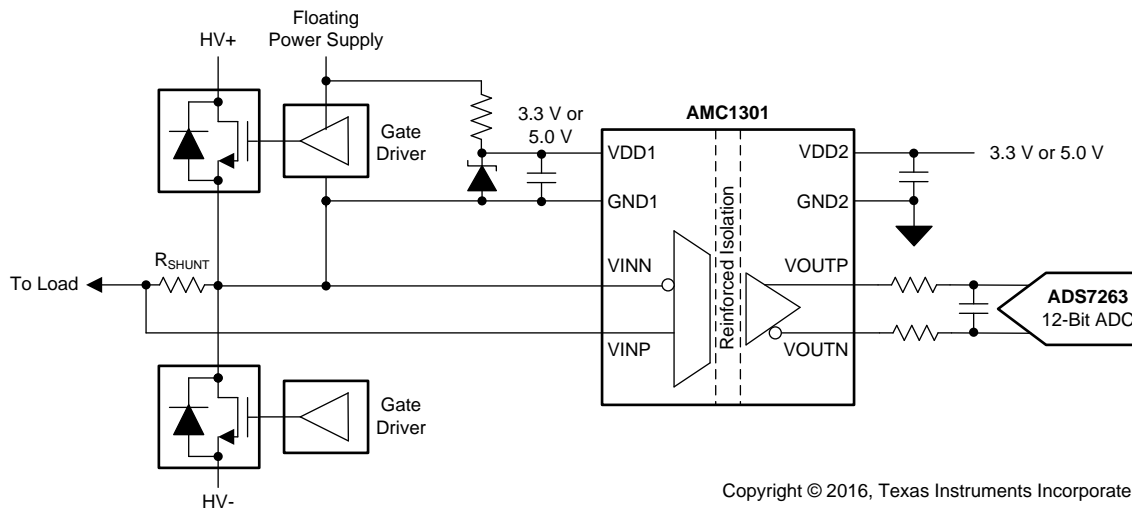 Floating
Power Supply
HV+
Gate
Driver
3.3 V or
5.0 V
AMC1301
VDD1
VDD2
3.3 V or 5.0 V
GND1
GND2
Reinforced Isolation
RSHUNT
To Load
VINN
VOUTP
VINP
VOUTN
ADS7263
12-Bit ADC
Gate
Driver
HV-
Copyright © 2016, Texas Instruments Incorporate